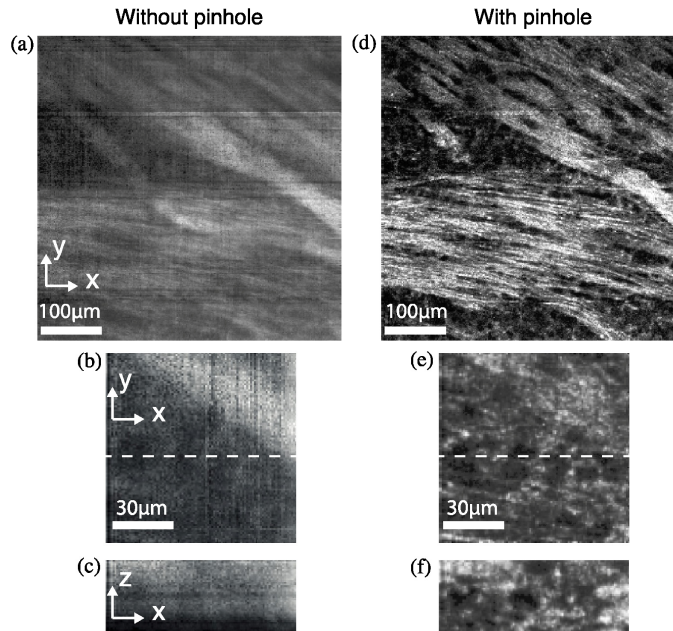 Without pinhole
With pinhole
(a)
(d)
y
x
100μm
100μm
(b)
(e)
y
x
30μm
30μm
(c)
(f)
z
x